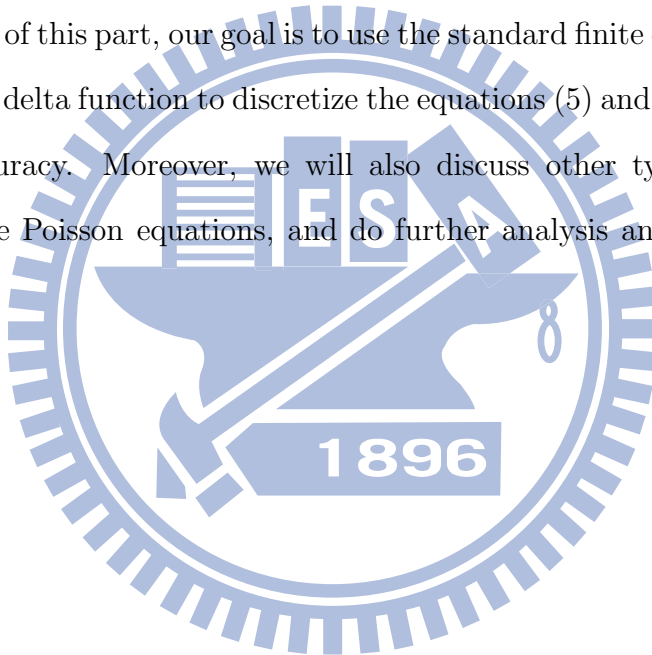 of this part, our goal is to use the standard finite
delta function to discretize the equations (5) and
uracy. Moreover, we will also discuss other ty
e Poisson equations, and do further analysis an
E S A
1896